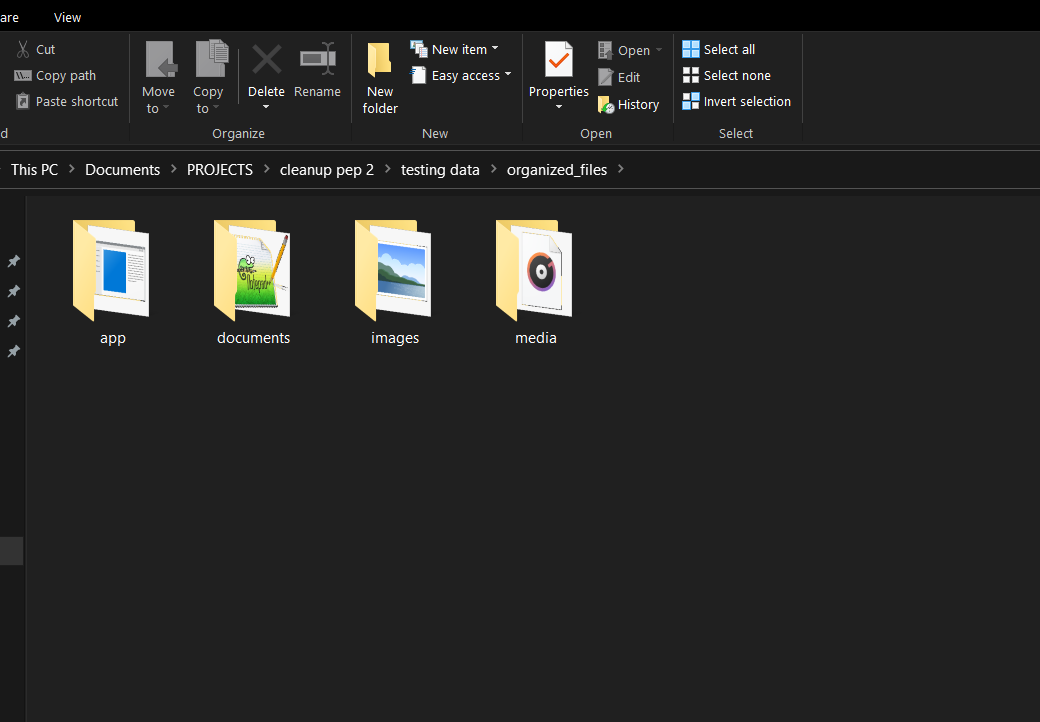 are View
Cut
Copy path
Paste shortcut
d
Move to
Copy to
Delete
Rename
Organize
New folder
New item
Easy access
New
Properties
Open
Edit
History
Open
Select all
Select none
Invert selection
Select
This PC > Documents > PROJECTS > cleanup pep 2 > testing data > organized_files >
app
documents
images
media